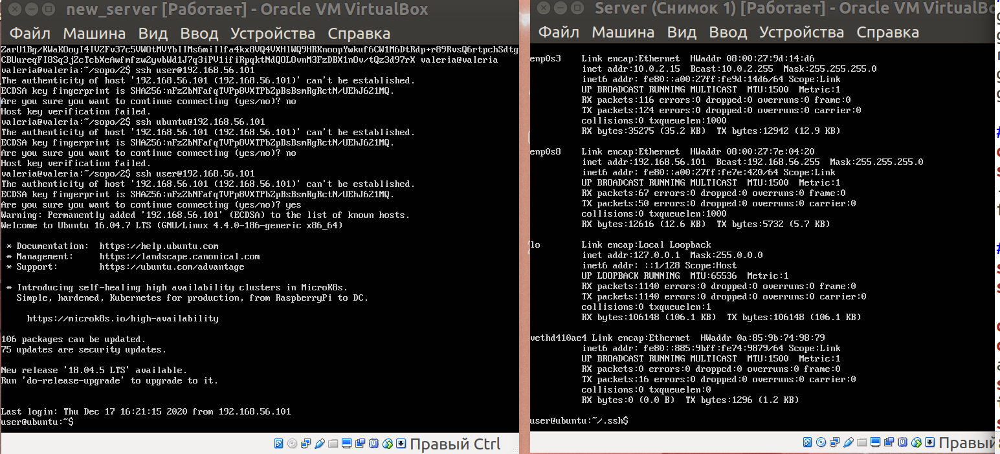 new_server [Работает] - Oracle VM VirtualBox
Файл Машина Вид Ввод Устройства Справка
ZarU1Bg/KWaKOoyI4IVZFv37c5VWOtMVYbIIMs6miIlfa4kx8VQ4VXHlWQ9HRKnoopYwkuf6CW1M6DtRdp+r89RvsQ6rtpchSdtg
CBUureqFI8Sq3jZcTcbXeAwfmfzw2yvbWd1J7q3iPV1ifiRpqktNdQOLOvnM3FzDBX1nOv/tQz3d97rX valeria@valeria
valeria@valeria:~/sopo/2$ ssh user@192.168.56.101
The authenticity of host '192.168.56.101 (192.168.56.101)' can't be established.
ECDSA key fingerprint is SHA256:nFzZbNFafqTVPp8VXTPbZpBsBsmRgRctN/UEhJ621MQ.
Are you sure you want to continue connecting (yes/no)? no
Host key verification failed.
valeria@valeria:~/sopo/2$ ssh ubuntu@192.168.56.101
The authenticity of host '192.168.56.101 (192.168.56.101)' can't be established.
ECDSA key fingerprint is SHA256:nFzZbNFafqTVPp8VXTPbZpBsBsmRgRctN/UEhJ621MQ.
Are you sure you want to continue connecting (yes/no)? no
Host key verification failed.
valeria@valeria:~/sopo/2$ ssh user@192.168.56.101
The authenticity of host '192.168.56.101 (192.168.56.101)' can't be established.
ECDSA key fingerprint is SHA256:nFzZbNFafqTVPp8VXTPbZpBsBsmRgRctN/UEhJ621MQ.
Are you sure you want to continue connecting (yes/no)? yes
Warning: Permanently added '192.168.56.101' (ECDSA) to the list of known hosts.
Welcome to Ubuntu 16.04.7 LTS (GNU/Linux 4.4.0-186-generic x86_64)
* Documentation: https://help.ubuntu.com
* Management: https://landscape.canonical.com
* Support: https://ubuntu.com/advantage
* Introducing self-healing high availability clusters in MicroK8s.
Simple, hardened, Kubernetes for production, from RaspberryPi to DC.
https://microk8s.io/high-availability
106 packages can be updated.
75 updates are security updates.
New release '18.04.5 LTS' available.
Run 'do-release-upgrade' to upgrade to it.
Last login: Thu Dec 17 16:21:15 2020 from 192.168.56.101
user@ubuntu:~$
Правый Ctrl
Server (Снимок 1) [Работает] - Oracle VM VirtualBo
Файл Машина Вид Ввод Устройства Справка
enp0s3 Link encap:Ethernet HWaddr 08:00:27:9d:14:d6
inet addr:10.0.2.15 Bcast:10.0.2.255 Mask:255.255.255.0
inet6 addr: fe80::a00:27ff:fe9d:14d6/64 Scope:Link
UP BROADCAST RUNNING MULTICAST MTU:1500 Metric:1
RX packets:116 errors:0 dropped:0 overruns:0 frame:0
TX packets:124 errors:0 dropped:0 overruns:0 carrier:0
collisions:0 txqueuelen:1000
RX bytes:35275 (35.2 KB) TX bytes:12942 (12.9 KB)
enp0s8 Link encap:Ethernet HWaddr 08:00:27:7e:04:20
inet addr:192.168.56.101 Bcast:192.168.56.255 Mask:255.255.255.0
inet6 addr: fe80::a00:27ff:fe7e:420/64 Scope:Link
UP BROADCAST RUNNING MULTICAST MTU:1500 Metric:1
RX packets:67 errors:0 dropped:0 overruns:0 frame:0
TX packets:50 errors:0 dropped:0 overruns:0 carrier:0
collisions:0 txqueuelen:1000
RX bytes:12616 (12.6 KB) TX bytes:5732 (5.7 KB)
lo Link encap:Local Loopback
inet addr:127.0.0.1 Mask:255.0.0.0
inet6 addr: ::1/128 Scope:Host
UP LOOPBACK RUNNING MTU:65536 Metric:1
RX packets:1140 errors:0 dropped:0 overruns:0 frame:0
TX packets:1140 errors:0 dropped:0 overruns:0 carrier:0
collisions:0 txqueuelen:1
RX bytes:106148 (106.1 KB) TX bytes:106148 (106.1 KB)
vethd410ae4 Link encap:Ethernet HWaddr 0a:85:9b:74:98:79
inet6 addr: fe80::885:9bff:fe74:9879/64 Scope:Link
UP BROADCAST RUNNING MULTICAST MTU:1500 Metric:1
RX packets:0 errors:0 dropped:0 overruns:0 frame:0
TX packets:16 errors:0 dropped:0 overruns:0 carrier:0
collisions:0 txqueuelen:0
RX bytes:0 (0.0 B) TX bytes:1296 (1.2 KB)
user@ubuntu:~/.ssh$
Правый